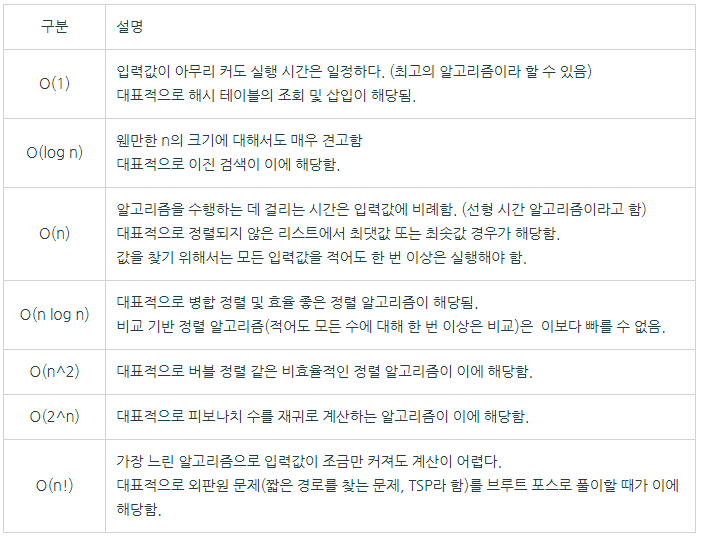 구분 설명
O(1)
입력값이 아무리 커도 실행 시간은 일정하다. (최고의 알고리즘이라 할 수 있음)
대표적으로 해시 테이블의 조회 및 삽입이 해당됨.
O(log n)
웬만한 n의 크기에 대해서도 매우 견고함
대표적으로 이진 검색이 이에 해당함.
O(n)
알고리즘을 수행하는 데 걸리는 시간은 입력값에 비례함. (선형 시간 알고리즘이라고 함)
대표적으로 정렬되지 않은 리스트에서 최댓값 또는 최솟값 경우가 해당함.
값을 찾기 위해서는 모든 입력값을 적어도 한 번 이상은 실행해야 함.
O(n log n)
대표적으로 병합 정렬 및 효율 좋은 정렬 알고리즘이 해당됨.
비교 기반 정렬 알고리즘(적어도 모든 수에 대해 한 번 이상은 비교)은 이보다 빠를 수 없음.
O(n^2) 대표적으로 버블 정렬 같은 비효율적인 정렬 알고리즘이 이에 해당함.
O(2^n) 대표적으로 피보나치 수를 재귀로 계산하는 알고리즘이 이에 해당함.
O(n!)
가장 느린 알고리즘으로 입력값이 조금만 커져도 계산이 어렵다.
대표적으로 외판원 문제(짧은 경로를 찾는 문제, TSP라 함)를 브루트 포스로 풀이할 때가 이에
해당함.